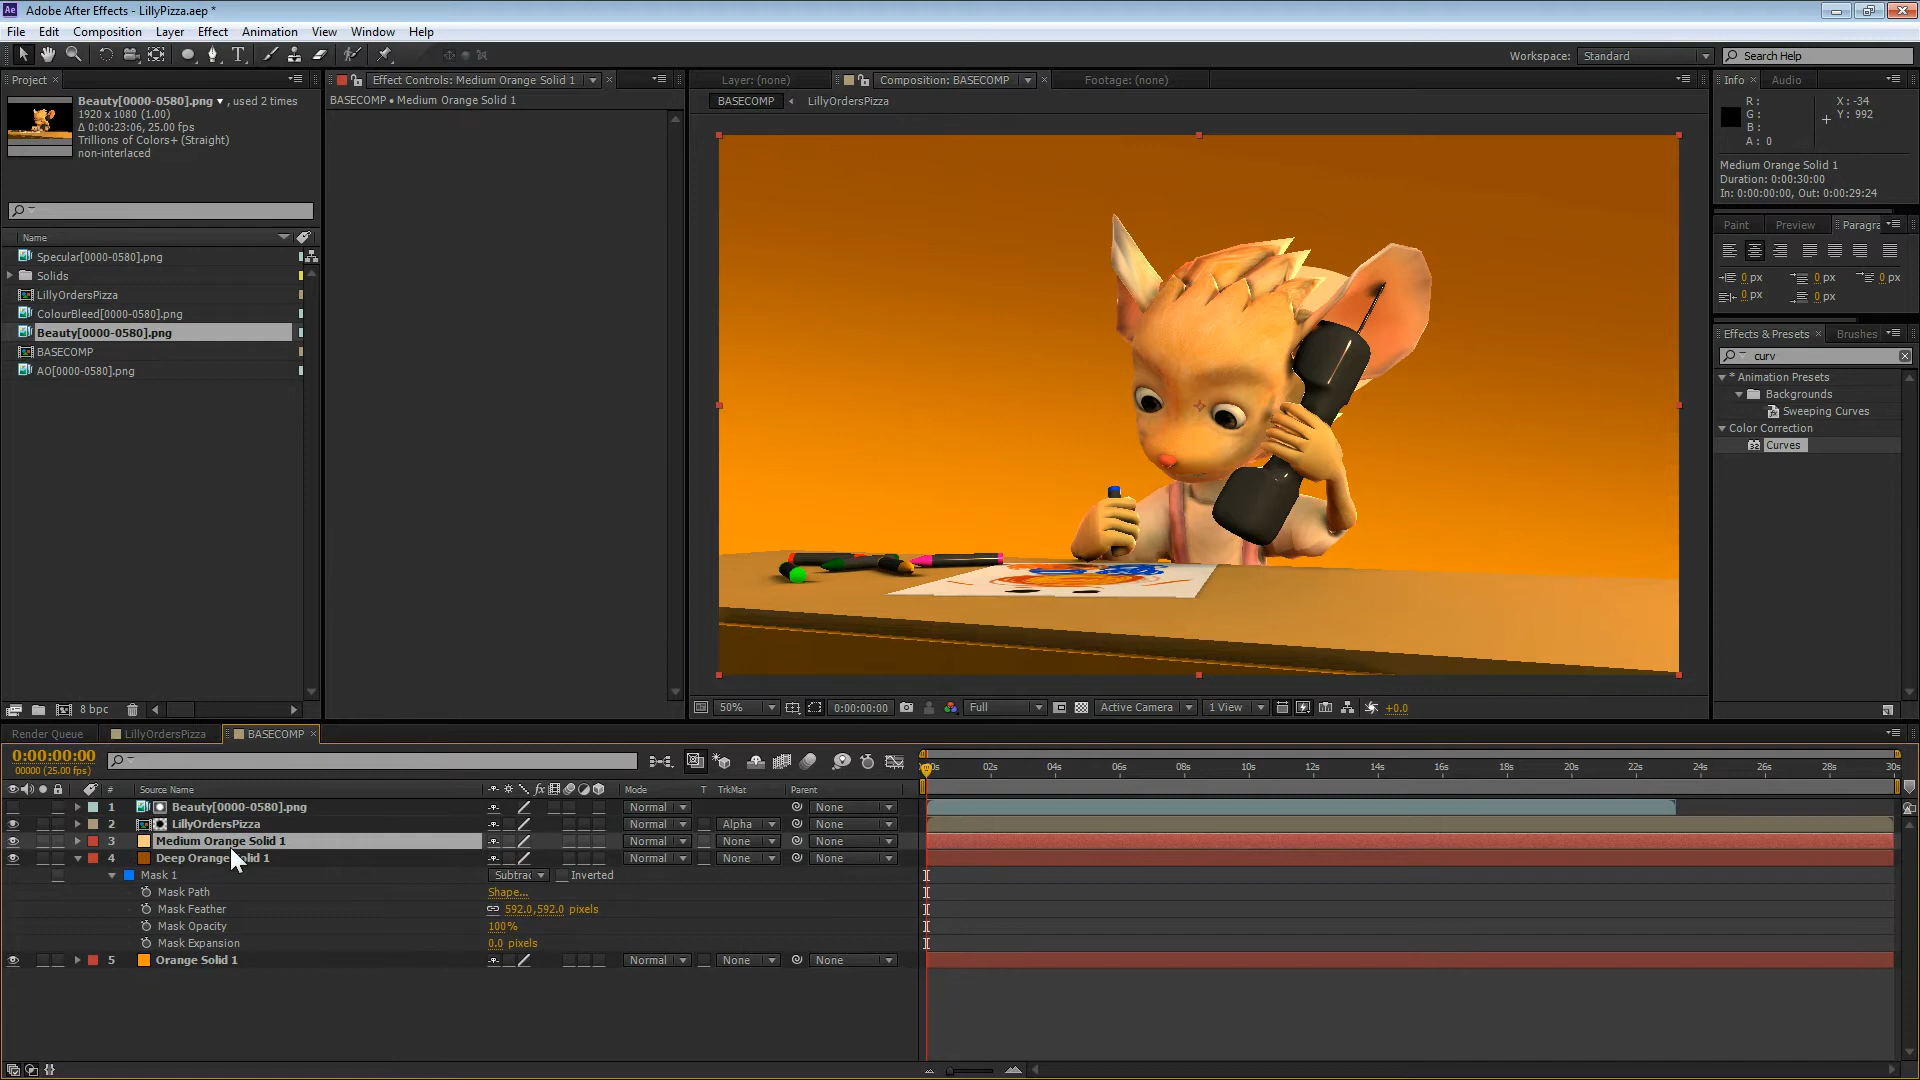 Adobe After Effects - LillyPizza.aep *
File Edit Composition Layer Effect Animation View Window Help
Workspace: Standard Search Help
Project
Beauty[0000-0580].png ▼ , used 2 times
1920 x 1080 (1.00)
Δ 0:00:23:06, 25.00 fps
Trillions of Colors+ (Straight)
non-interlaced
Name
Specular[0000-0580].png
Solids
LillyOrdersPizza
ColourBleed[0000-0580].png
Beauty[0000-0580].png
BASECOMP
AO[0000-0580].png
8 bpc
Effect Controls: Medium Orange Solid 1
BASECOMP • Medium Orange Solid 1
Layer: (none) Composition: BASECOMP Footage: (none)
BASECOMP LillyOrdersPizza
50% 0:00:00:00 Full Active Camera 1 View +0.0
Info Audio
R: X: -34
G: Y: 992
B:
A: 0
Medium Orange Solid 1
Duration: 0:00:30:00
In: 0:00:00:00, Out: 0:00:29:24
Paint Preview Paragra
0 px 0 px 0 px
0 px 0 px
Effects & Presets Brushes
curv
* Animation Presets
Backgrounds
Sweeping Curves
Color Correction
Curves
Render Queue LillyOrdersPizza BASECOMP
0:00:00:00
00000 (25.00 fps)
02s 04s 06s 08s 10s 12s 14s 16s 18s 20s 22s 24s 26s 28s 30s
# Source Name fx Mode T TrkMat Parent
1 Beauty[0000-0580].png Normal None
2 LillyOrdersPizza Normal Alpha None
3 Medium Orange Solid 1 Normal None None
4 Deep Orange Solid 1 Normal None None
Mask 1 Subtrac Inverted
Mask Path Shape...
Mask Feather 592.0,592.0 pixels
Mask Opacity 100%
Mask Expansion 0.0 pixels
5 Orange Solid 1 Normal None None